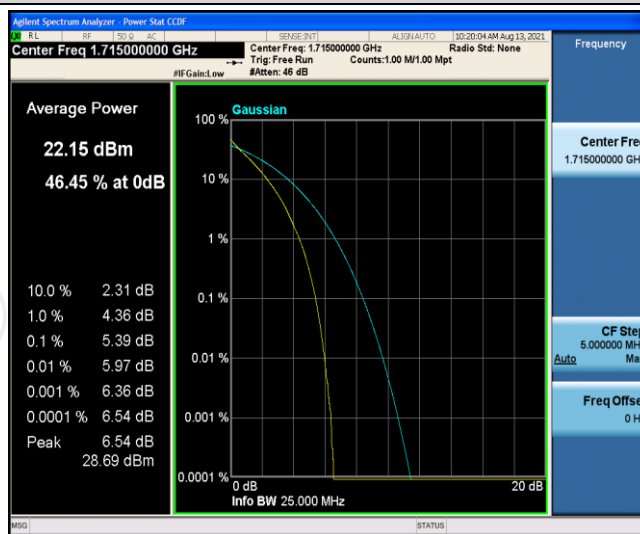 Agilent Spectrum Analyzer - Power Stat CCDF
RL RF 50 Ω AC SENSE:INT ALIGN AUTO 10:20:04 AM Aug 13, 2021
Center Freq 1.715000000 GHz
Center Freq: 1.715000000 GHz Radio Std: None
Trig: Free Run Counts:1.00 M/1.00 Mpt
#IFGain:Low #Atten: 46 dB
Frequency
Average Power
22.15 dBm
46.45 % at 0dB
10.0 % 2.31 dB
1.0 % 4.36 dB
0.1 % 5.39 dB
0.01 % 5.97 dB
0.001 % 6.36 dB
0.0001 % 6.54 dB
Peak 6.54 dB
28.69 dBm
Gaussian
100 %
10 %
1 %
0.1 %
0.01 %
0.001 %
0.0001 %
0 dB 20 dB
Info BW 25.000 MHz
Center Fre
1.715000000 GH
CF Step
5.000000 MH
Auto Ma
Freq Offse
0 H
MSG STATUS